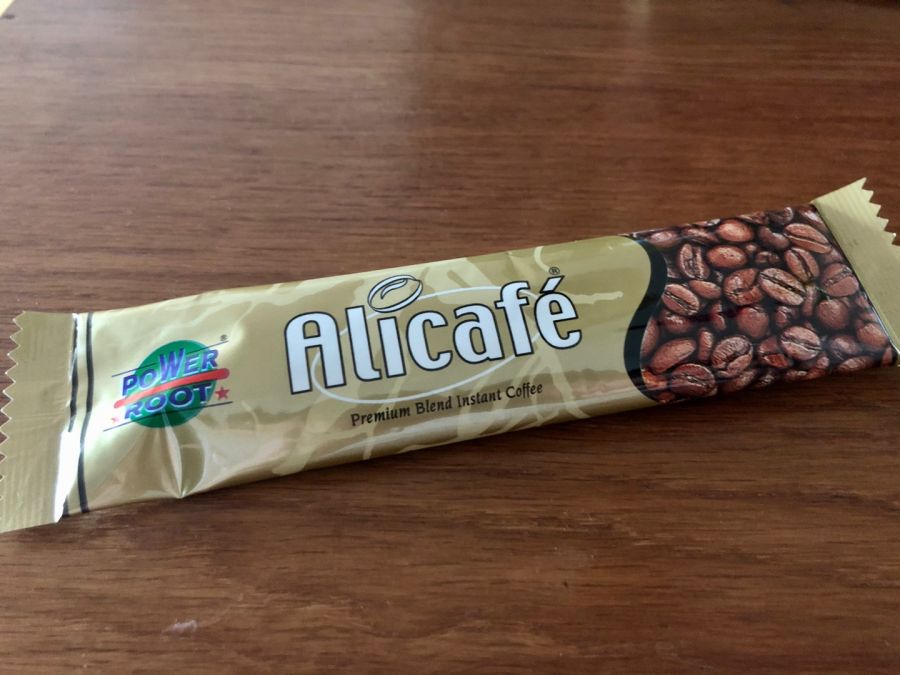 POWER
ROOT
®
Alicafé®
Premium Blend Instant Coffee